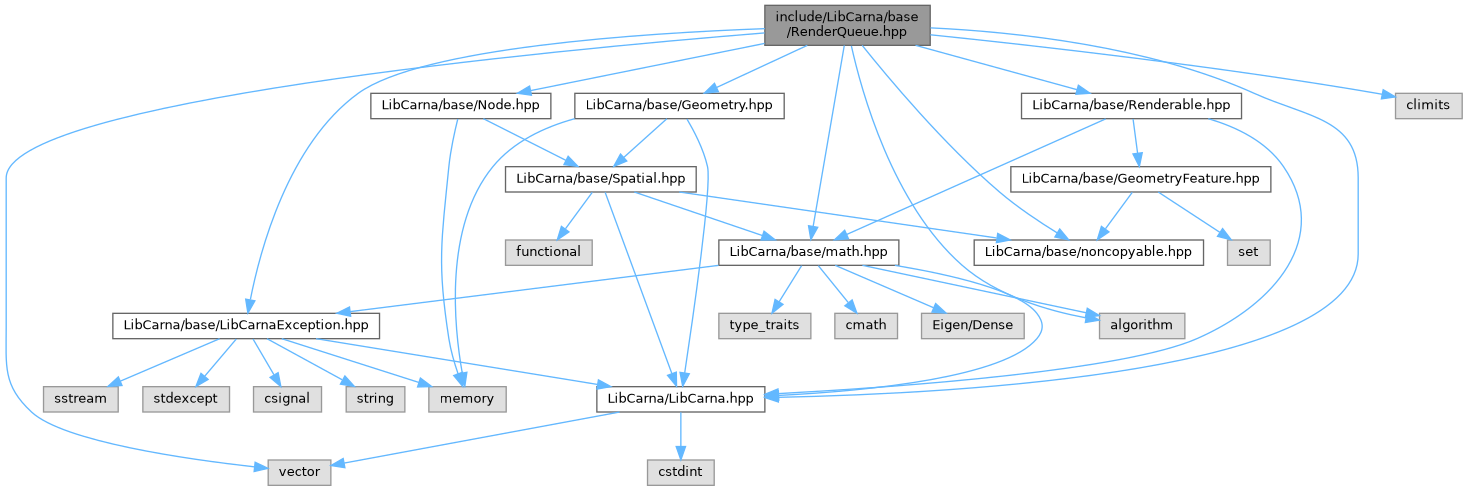 include/LibCarna/base
/RenderQueue.hpp
LibCarna/base/Node.hpp
LibCarna/base/Geometry.hpp
LibCarna/base/Renderable.hpp
climits
LibCarna/base/Spatial.hpp
LibCarna/base/GeometryFeature.hpp
functional
LibCarna/base/math.hpp
LibCarna/base/noncopyable.hpp
set
LibCarna/base/LibCarnaException.hpp
type_traits
cmath
Eigen/Dense
algorithm
sstream
stdexcept
csignal
string
memory
LibCarna/LibCarna.hpp
vector
cstdint